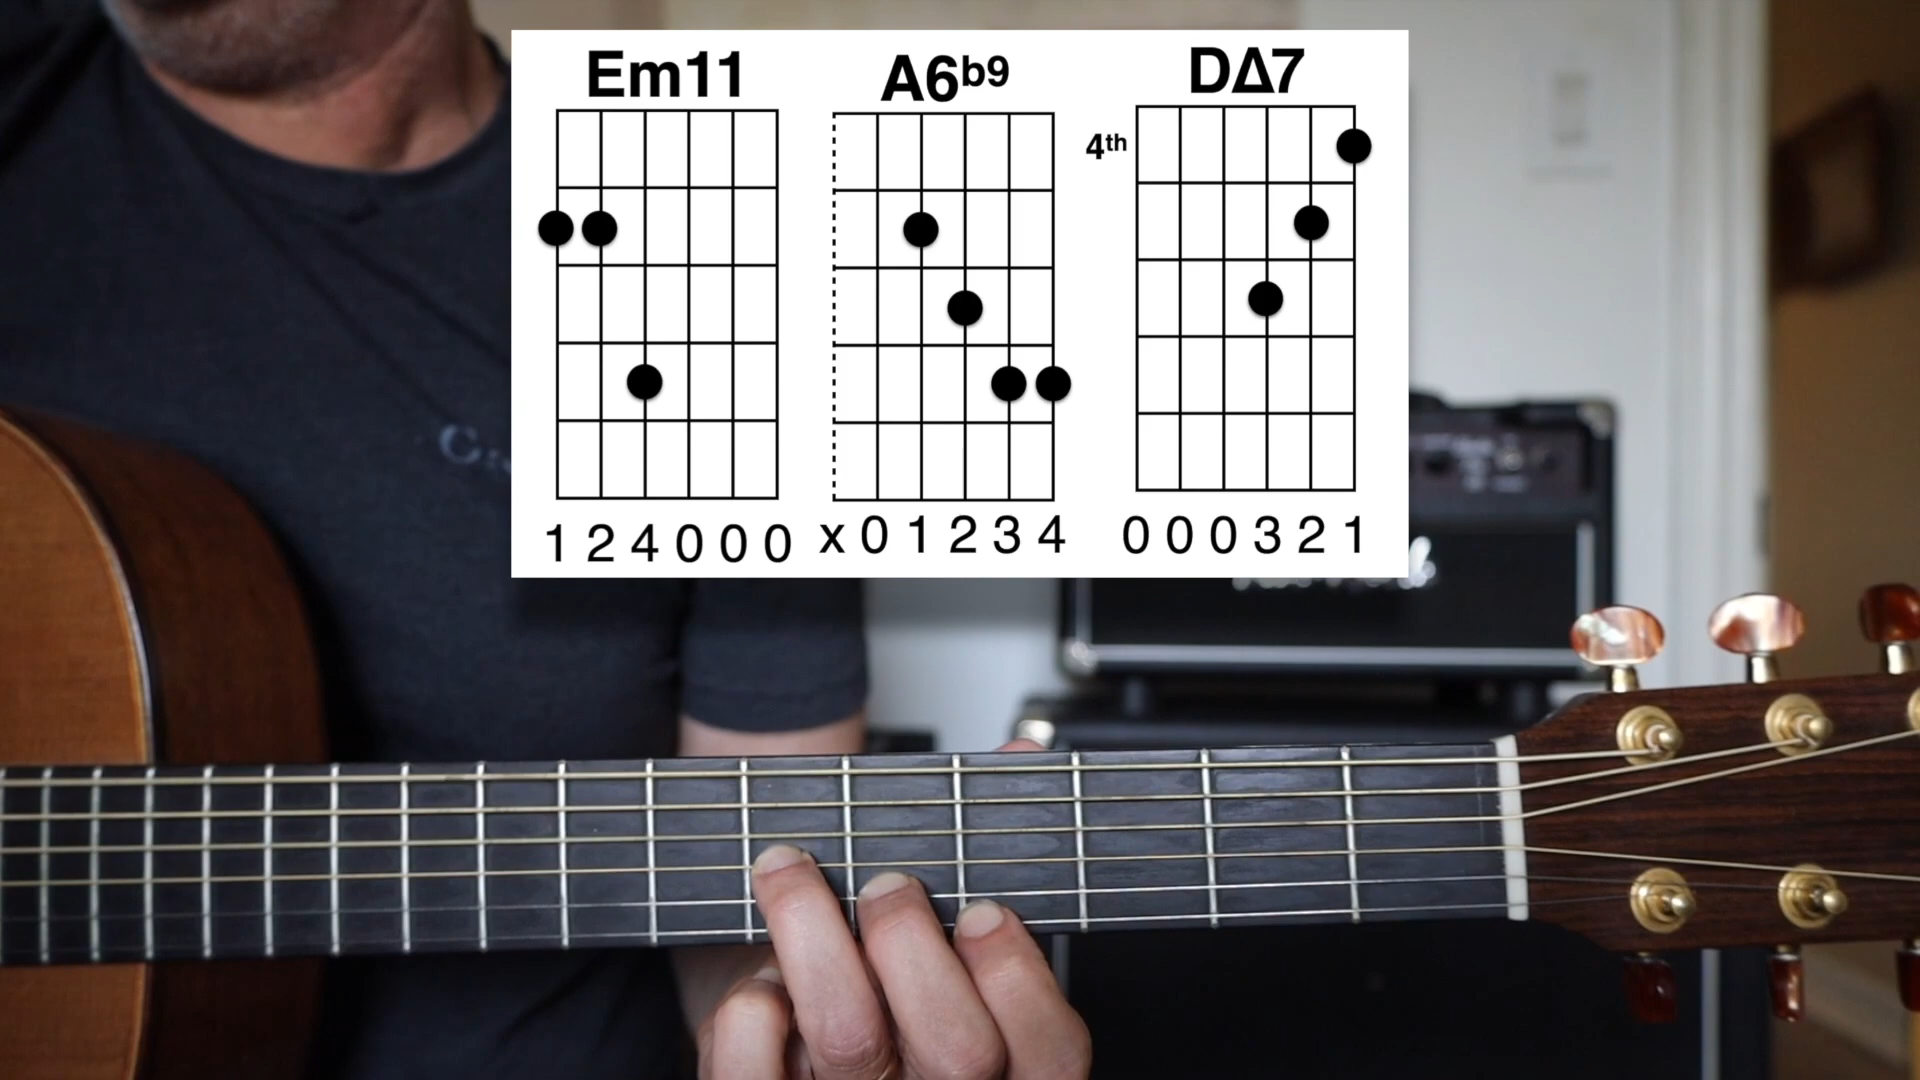 Em11
A6b9
DΔ7
4th
1 2 4 0 0 0
x 0 1 2 3 4
0 0 0 3 2 1